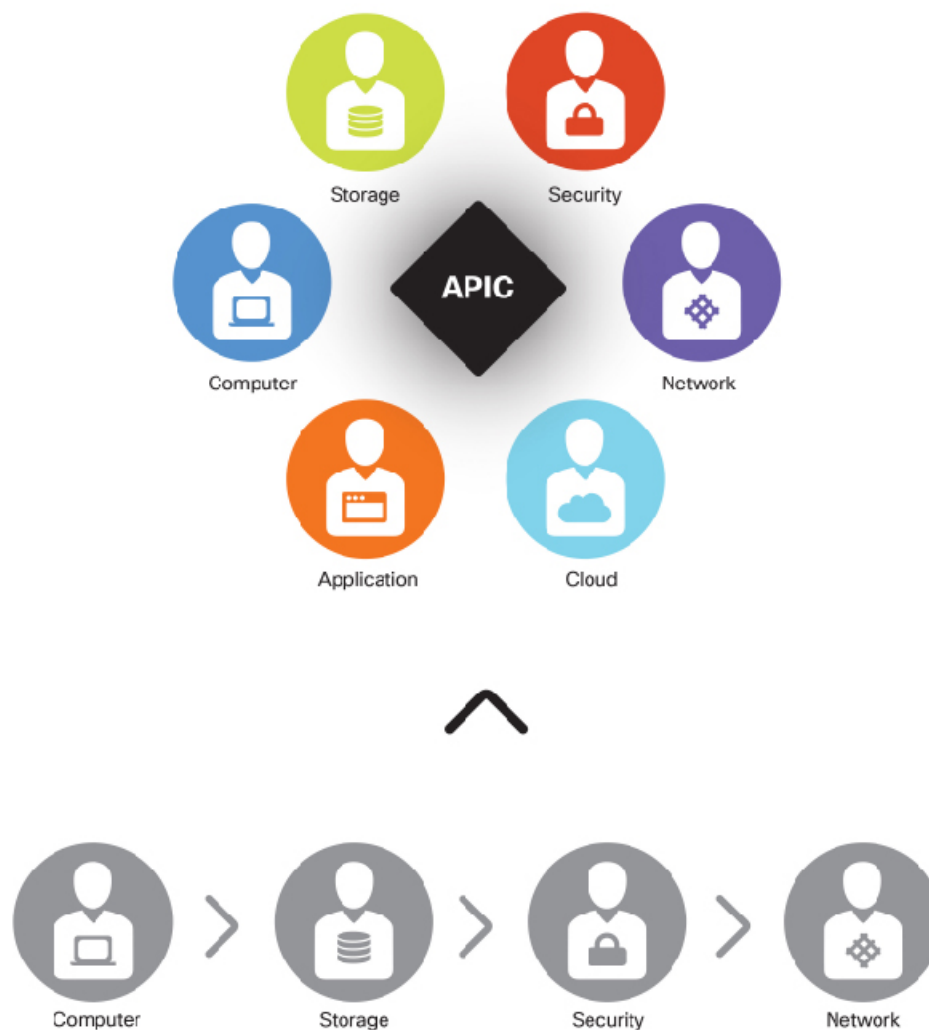 Storage
Security
APIC
Computer
Network
Application
Cloud
Computer
Storage
Security
Network